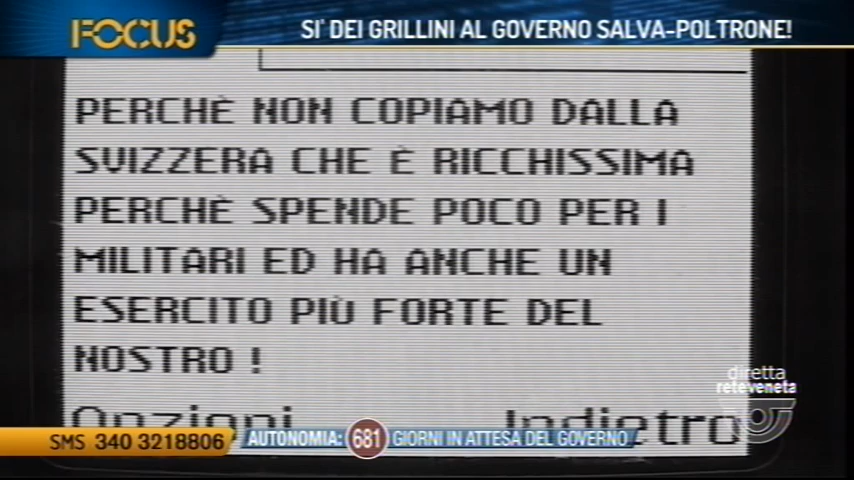 FOCUS
SI' DEI GRILLINI AL GOVERNO SALVA-POLTRONE!
PERCHÈ NON COPIAMO DALLA
SVIZZERA CHE È RICCHISSIMA
PERCHÈ SPENDE POCO PER I
MILITARI ED HA ANCHE UN
ESERCITO PIÙ FORTE DEL
NOSTRO !
Opzioni Indietro
diretta
reteveneta
SMS 340 3218806
AUTONOMIA: 681 GIORNI IN ATTESA DEL GOVERNO